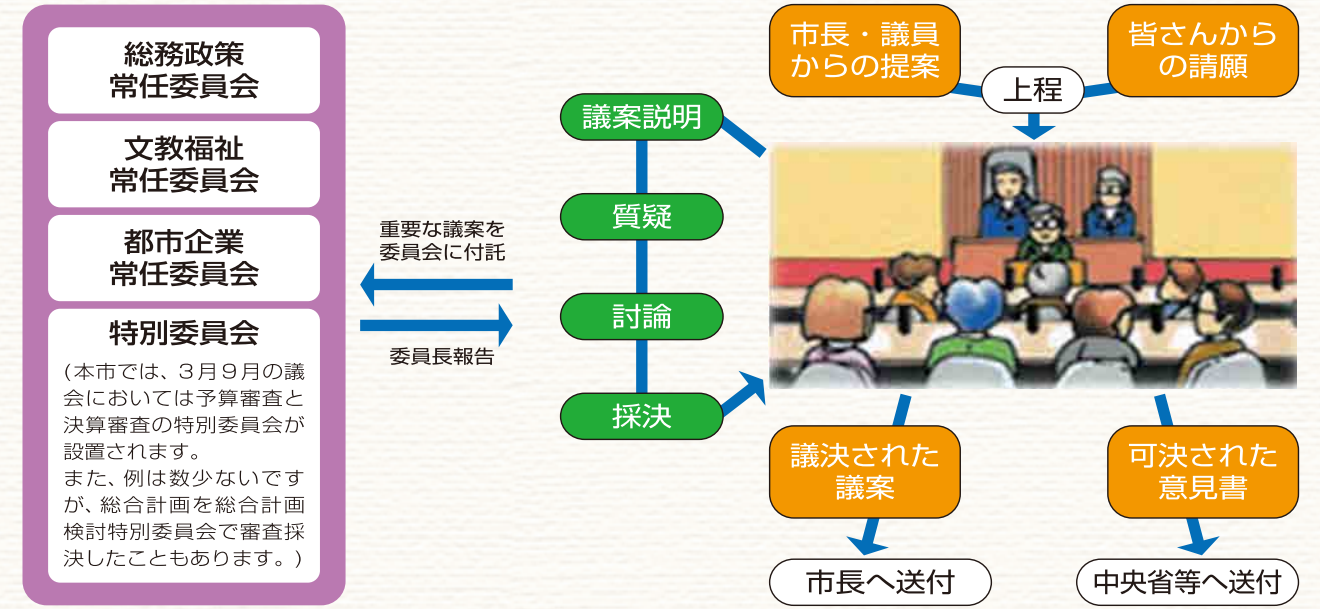 総務政策
常任委員会
文教福祉
常任委員会
都市企業
常任委員会
特別委員会
(本市では、3月9月の議
会においては予算審査と
決算審査の特別委員会が
設置されます。
また、例は数少ないです
が、総合計画を総合計画
検討特別委員会で審査採
決したこともあります。)
重要な議案を
委員会に付託
委員長報告
議案説明
質疑
討論
採決
市長・議員
からの提案
皆さんから
の請願
上程
議決された
議案
可決された
意見書
市長へ送付
中央省等へ送付